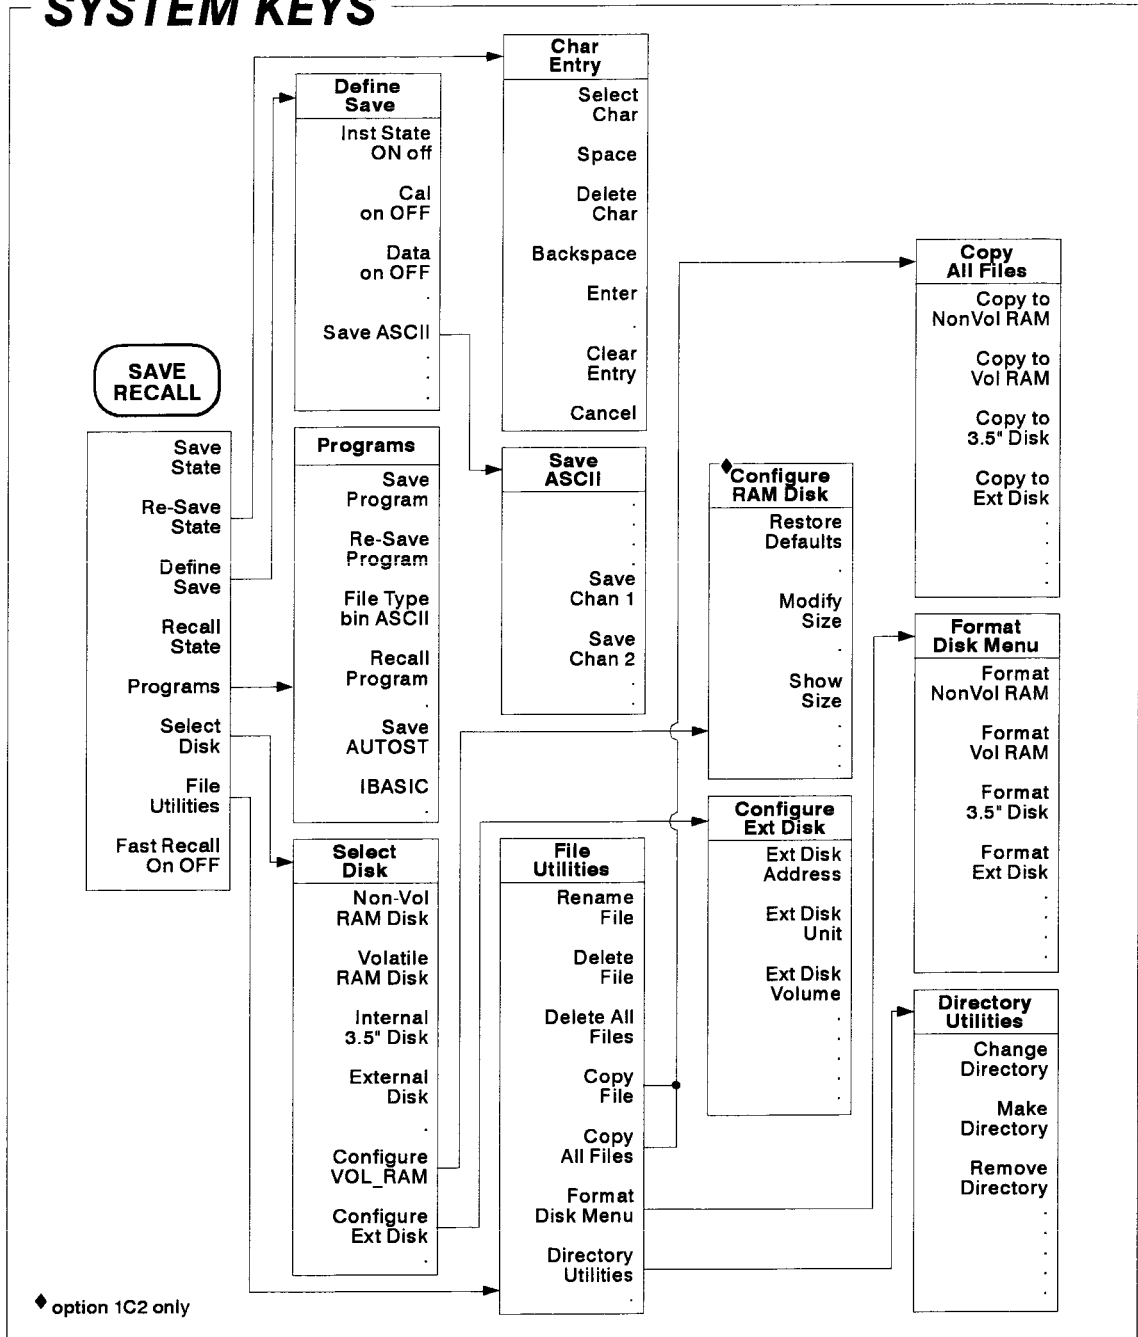 SYSTEM KEYS
SAVE
RECALL
Save
State
Re-Save
State
Define
Save
Recall
State
Programs
Select
Disk
File
Utilities
Fast Recall
On OFF
Define
Save
Inst State
ON off
Cal
on OFF
Data
on OFF
.
Save ASCII
.
.
.
Programs
Save
Program
Re-Save
Program
File Type
bin ASCII
Recall
Program
.
Save
AUTOST
IBASIC
.
Select
Disk
Non-Vol
RAM Disk
Volatile
RAM Disk
Internal
3.5" Disk
External
Disk
.
Configure
VOL_RAM
Configure
Ext Disk
.
Char
Entry
Select
Char
Space
Delete
Char
Backspace
Enter
.
Clear
Entry
Cancel
Save
ASCII
.
.
.
Save
Chan 1
Save
Chan 2
.
.
File
Utilities
Rename
File
Delete
File
Delete All
Files
Copy
File
Copy
All Files
Format
Disk Menu
Directory
Utilities
.
♦Configure
RAM Disk
Restore
Defaults
.
Modify
Size
.
Show
Size
.
.
.
Configure
Ext Disk
Ext Disk
Address
Ext Disk
Unit
Ext Disk
Volume
.
.
.
.
.
Copy
All Files
Copy to
NonVol RAM
Copy to
Vol RAM
Copy to
3.5" Disk
Copy to
Ext Disk
.
.
.
.
Format
Disk Menu
Format
NonVol RAM
Format
Vol RAM
Format
3.5" Disk
Format
Ext Disk
.
.
.
.
Directory
Utilities
Change
Directory
Make
Directory
Remove
Directory
.
.
.
.
.
♦ option 1C2 only